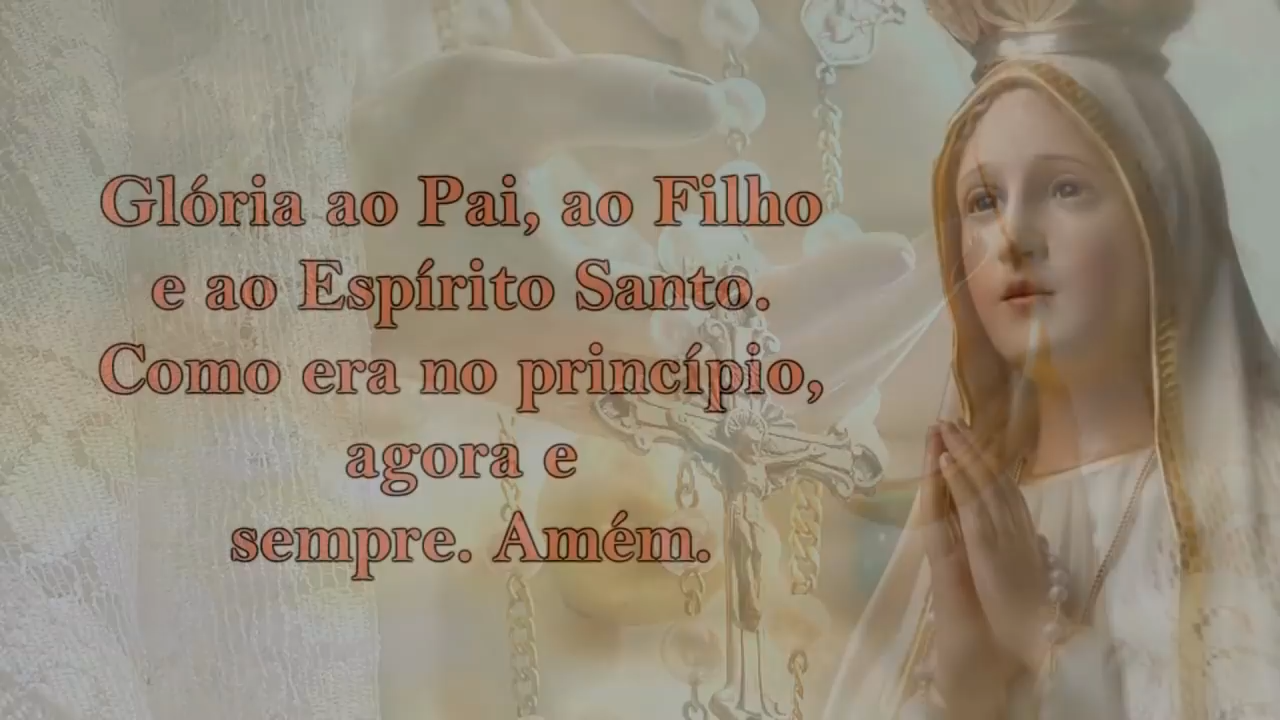 Glória ao Pai, ao Filho
e ao Espírito Santo.
Como era no princípio,
agora e
sempre. Amém.